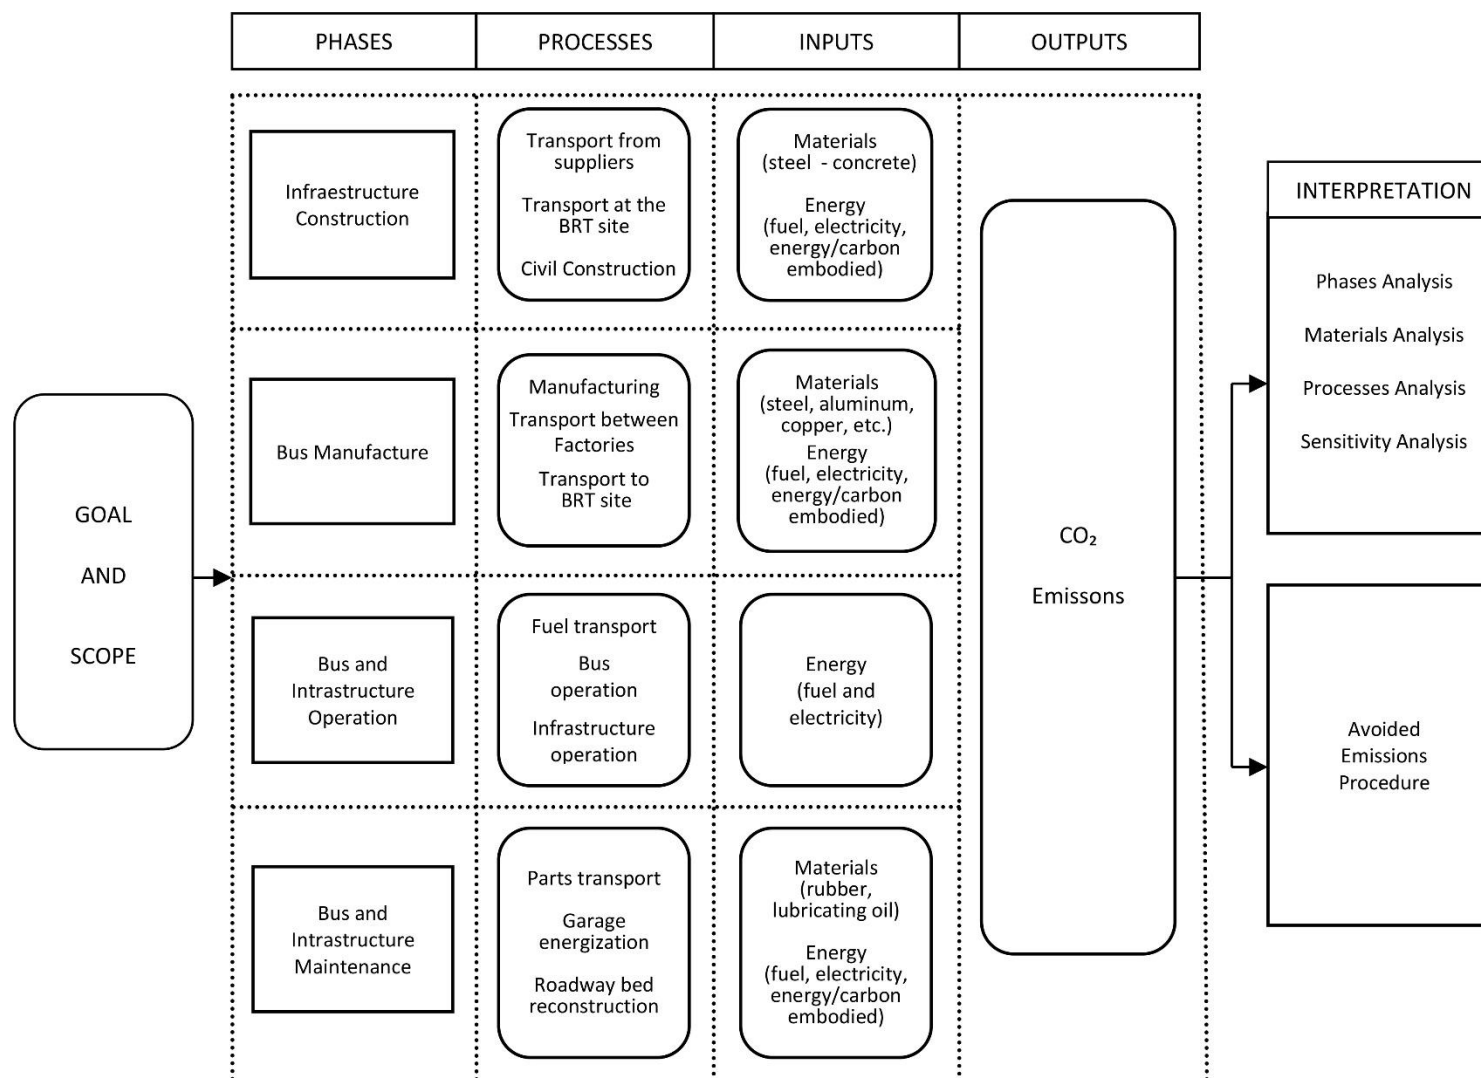 PHASES
PROCESSES
INPUTS
OUTPUTS
INTERPRETATION
GOAL
AND
SCOPE
Infraestructure
Construction
Transport from
suppliers
Transport at the
BRT site
Civil Construction
Materials
(steel - concrete)
Energy
(fuel, electricity,
energy/carbon
embodied)
Bus Manufacture
Manufacturing
Transport between
Factories
Transport to
BRT site
Materials
(steel, aluminum,
copper, etc.)
Energy
(fuel, electricity,
energy/carbon
embodied)
Bus and
Intrastructure
Operation
Fuel transport
Bus
operation
Infrastructure
operation
Energy
(fuel and
electricity)
Bus and
Intrastructure
Maintenance
Parts transport
Garage
energization
Roadway bed
reconstruction
Materials
(rubber,
lubricating oil)
Energy
(fuel, electricity,
energy/carbon
embodied)
CO₂
Emissons
Phases Analysis
Materials Analysis
Processes Analysis
Sensitivity Analysis
Avoided
Emissions
Procedure